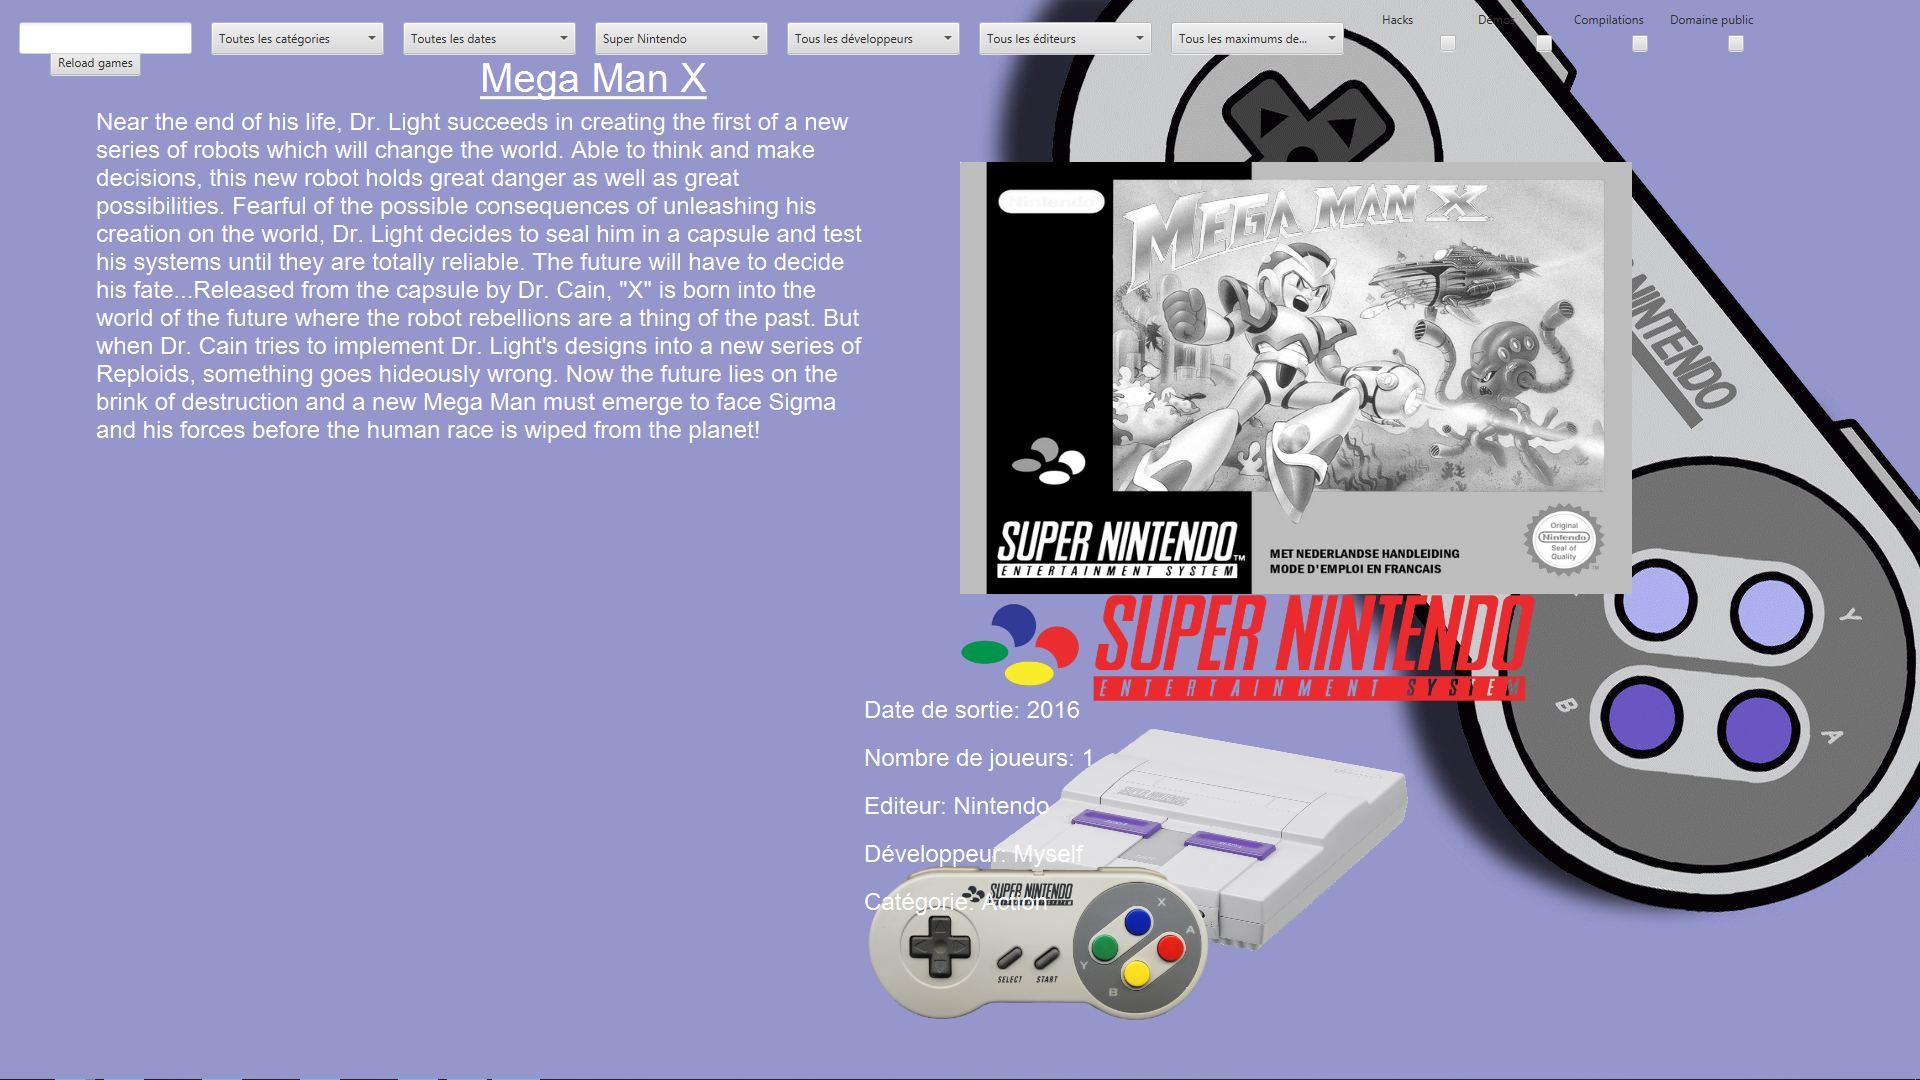 Toutes les catégories
Toutes les dates
Super Nintendo
Tous les développeurs
Tous les éditeurs
Tous les maximums de...
Hacks
Démos
Compilations
Domaine public
Reload games
Mega Man X
Near the end of his life, Dr. Light succeeds in creating the first of a new
series of robots which will change the world. Able to think and make
decisions, this new robot holds great danger as well as great
possibilities. Fearful of the possible consequences of unleashing his
creation on the world, Dr. Light decides to seal him in a capsule and test
his systems until they are totally reliable. The future will have to decide
his fate...Released from the capsule by Dr. Cain, "X" is born into the
world of the future where the robot rebellions are a thing of the past. But
when Dr. Cain tries to implement Dr. Light's designs into a new series of
Reploids, something goes hideously wrong. Now the future lies on the
brink of destruction and a new Mega Man must emerge to face Sigma
and his forces before the human race is wiped from the planet!
Nintendo
MEGA MAN X
SUPER NINTENDO™
ENTERTAINMENT SYSTEM
MET NEDERLANDSE HANDLEIDING
MODE D'EMPLOI EN FRANCAIS
Original
Nintendo
Seal of
Quality
NINTENDO
Y
B
A
SUPER NINTENDO
ENTERTAINMENT SYSTEM
Date de sortie: 2016
Nombre de joueurs: 1
Editeur: Nintendo
Développeur: Myself
Catégorie: Action
SUPER NINTENDO
SELECT
START
X
A
Y
B